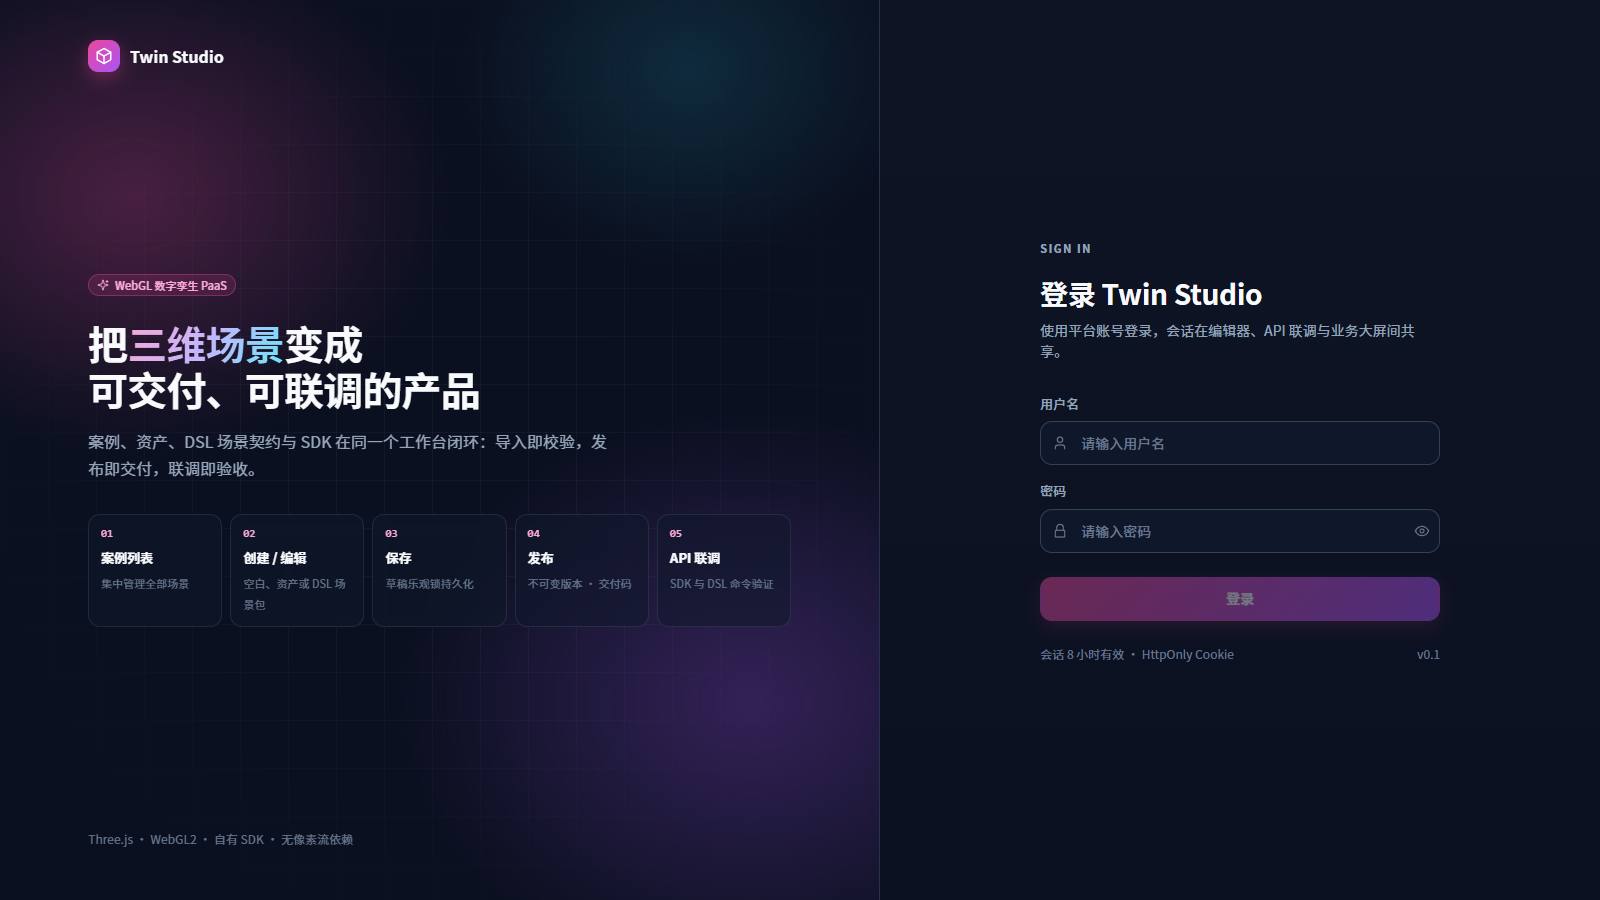 Twin Studio
WebGL 数字孪生 PaaS
把三维场景变成
可交付、可联调的产品
案例、资产、DSL 场景契约与 SDK 在同一个工作台闭环：导入即校验，发
布即交付，联调即验收。
01
案例列表
集中管理全部场景
02
创建 / 编辑
空白、资产或 DSL 场
景包
03
保存
草稿乐观锁持久化
04
发布
不可变版本 · 交付码
05
API 联调
SDK 与 DSL 命令验证
Three.js · WebGL2 · 自有 SDK · 无像素流依赖
SIGN IN
登录 Twin Studio
使用平台账号登录，会话在编辑器、API 联调与业务大屏间共
享。
用户名
请输入用户名
密码
请输入密码
登录
会话 8 小时有效 · HttpOnly Cookie
v0.1